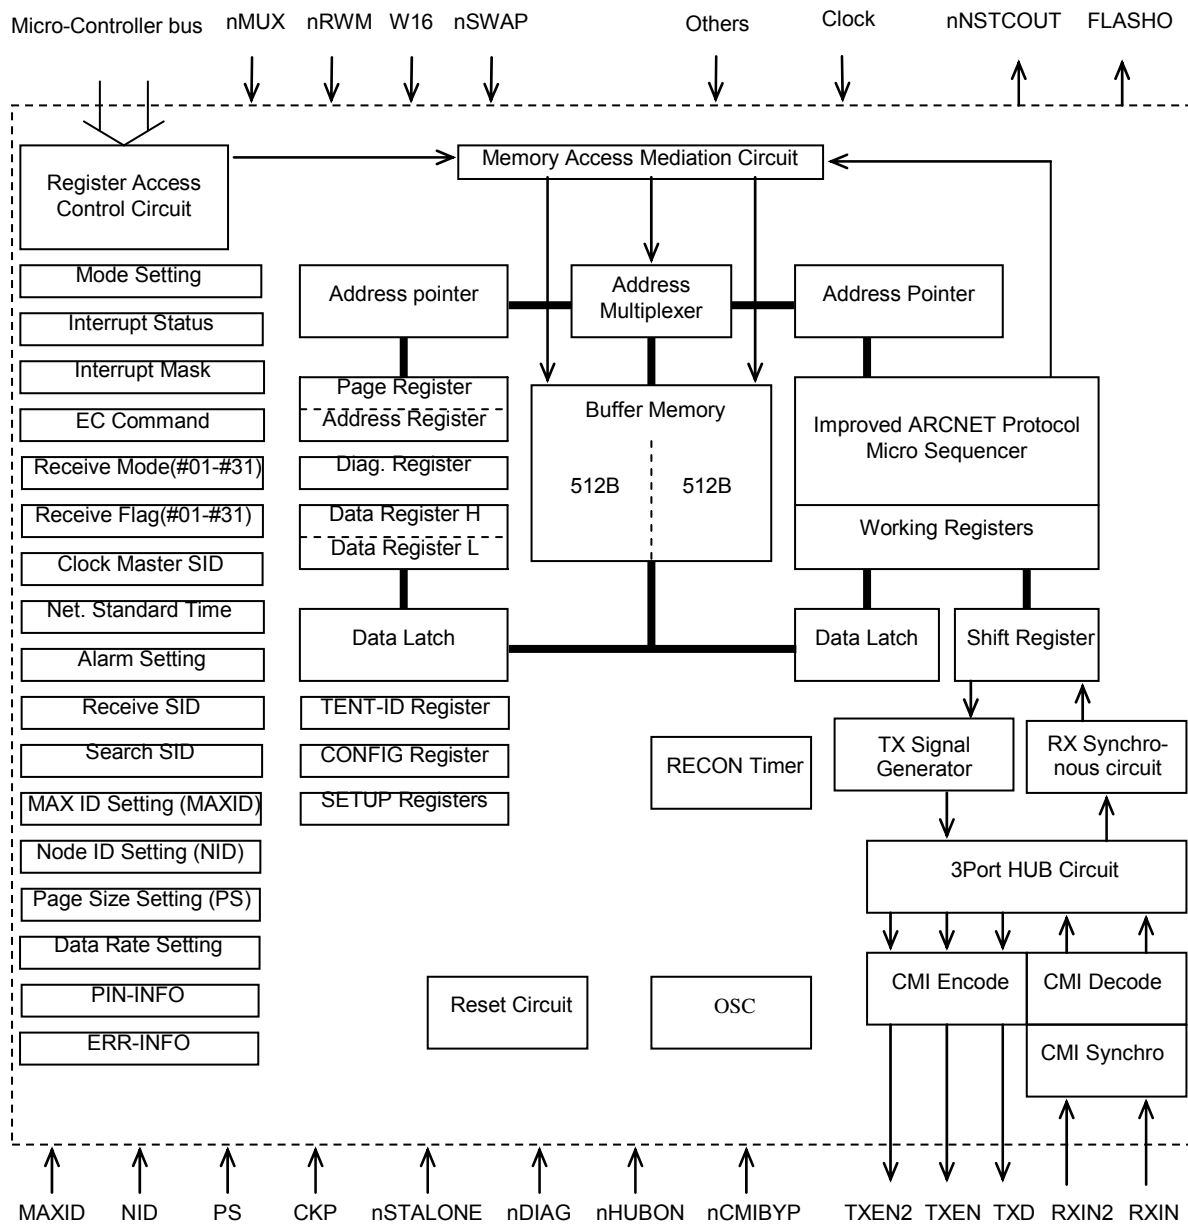 Micro-Controller bus
nMUX
nRWM
W16
nSWAP
Others
Clock
nNSTCOUT
FLASHO
Register Access
Control Circuit
Memory Access Mediation Circuit
Mode Setting
Interrupt Status
Interrupt Mask
EC Command
Receive Mode(#01-#31)
Receive Flag(#01-#31)
Clock Master SID
Net. Standard Time
Alarm Setting
Receive SID
Search SID
MAX ID Setting (MAXID)
Node ID Setting (NID)
Page Size Setting (PS)
Data Rate Setting
PIN-INFO
ERR-INFO
Address pointer
Page Register
Address Register
Diag. Register
Data Register H
Data Register L
Data Latch
TENT-ID Register
CONFIG Register
SETUP Registers
Address
Multiplexer
Buffer Memory
512B
512B
Address Pointer
Improved ARCNET Protocol
Micro Sequencer
Working Registers
Data Latch
Shift Register
RECON Timer
TX Signal
Generator
RX Synchro-
nous circuit
3Port HUB Circuit
Reset Circuit
OSC
CMI Encode
CMI Decode
CMI Synchro
MAXID
NID
PS
CKP
nSTALONE
nDIAG
nHUBON
nCMIBYP
TXEN2
TXEN
TXD
RXIN2
RXIN